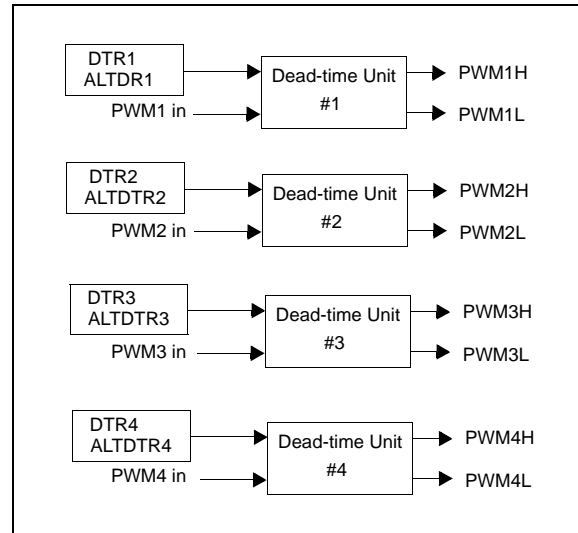 DTR1
ALTDR1
PWM1 in
Dead-time Unit
#1
PWM1H
PWM1L
DTR2
ALTDTR2
PWM2 in
Dead-time Unit
#2
PWM2H
PWM2L
DTR3
ALTDTR3
PWM3 in
Dead-time Unit
#3
PWM3H
PWM3L
DTR4
ALTDTR4
PWM4 in
Dead-time Unit
#4
PWM4H
PWM4L